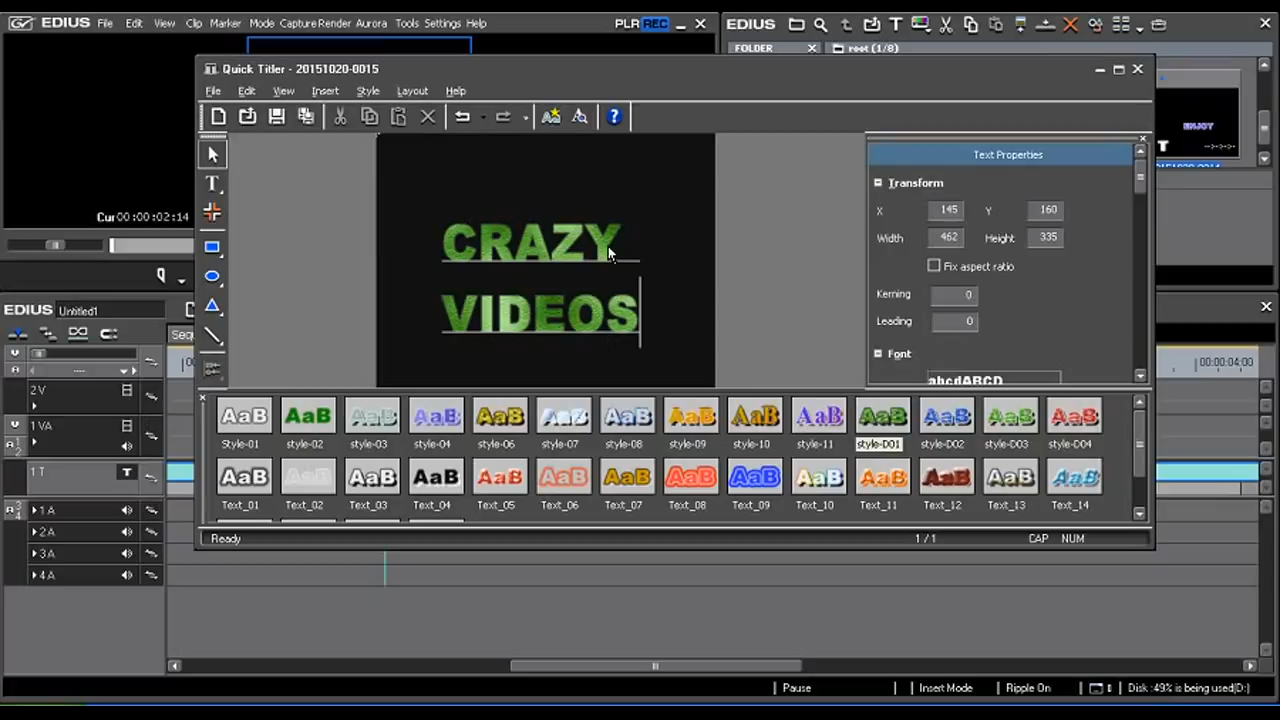 EDIUS File Edit View Clip Marker Mode Capture Render Aurora Tools Settings Help PLR REC
EDIUS
FOLDER root (1/8)
ENJOY
T
Quick Titler - 20151020-0015
File Edit View Insert Style Layout Help
Cur 00:00:02:14
CRAZY
VIDEOS
Text Properties
Transform
X 145 Y 160
Width 462 Height 335
Fix aspect ratio
Kerning 0
Leading 0
Font
abcdABCD
EDIUS Untitled1
Sequ
00:00:04:00
2 V
1 VA
1 T T
1 A
2 A
3 A
4 A
AaB AaB AaB AaB AaB AaB AaB AaB AaB AaB AaB AaB AaB AaB
Style-01 style-02 style-03 style-04 style-06 style-07 style-08 style-09 style-10 style-11 style-D01 style-D02 style-D03 style-D04
AaB AaB AaB AaB AaB AaB AaB AaB AaB AaB AaB AaB AaB AaB
Text_01 Text_02 Text_03 Text_04 Text_05 Text_06 Text_07 Text_08 Text_09 Text_10 Text_11 Text_12 Text_13 Text_14
Ready 1 / 1 CAP NUM
Pause Insert Mode Ripple On Disk :49% is being used(D:)